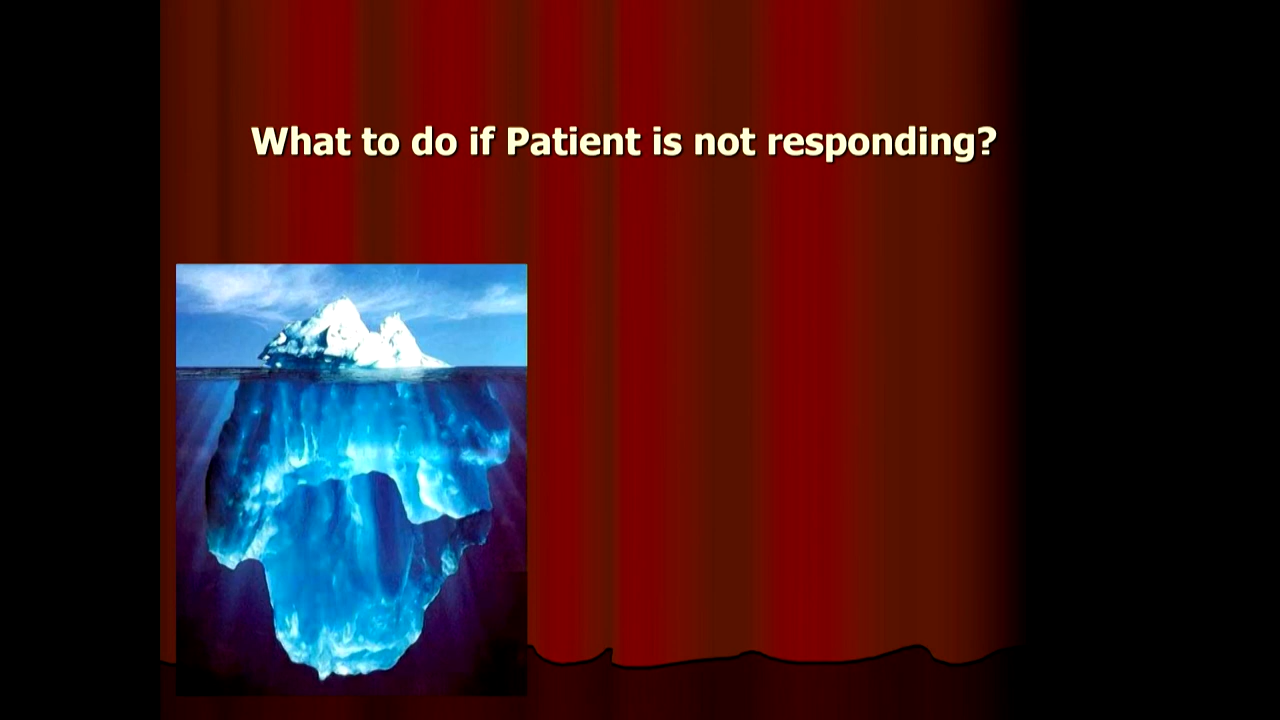 What to do if Patient is not responding?